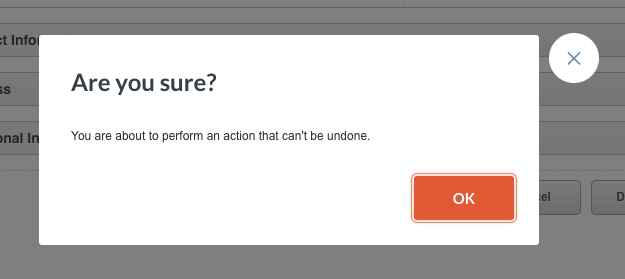 ct Infor
Are you sure?
ss
You are about to perform an action that can't be undone.
onal In
OK
cel
D